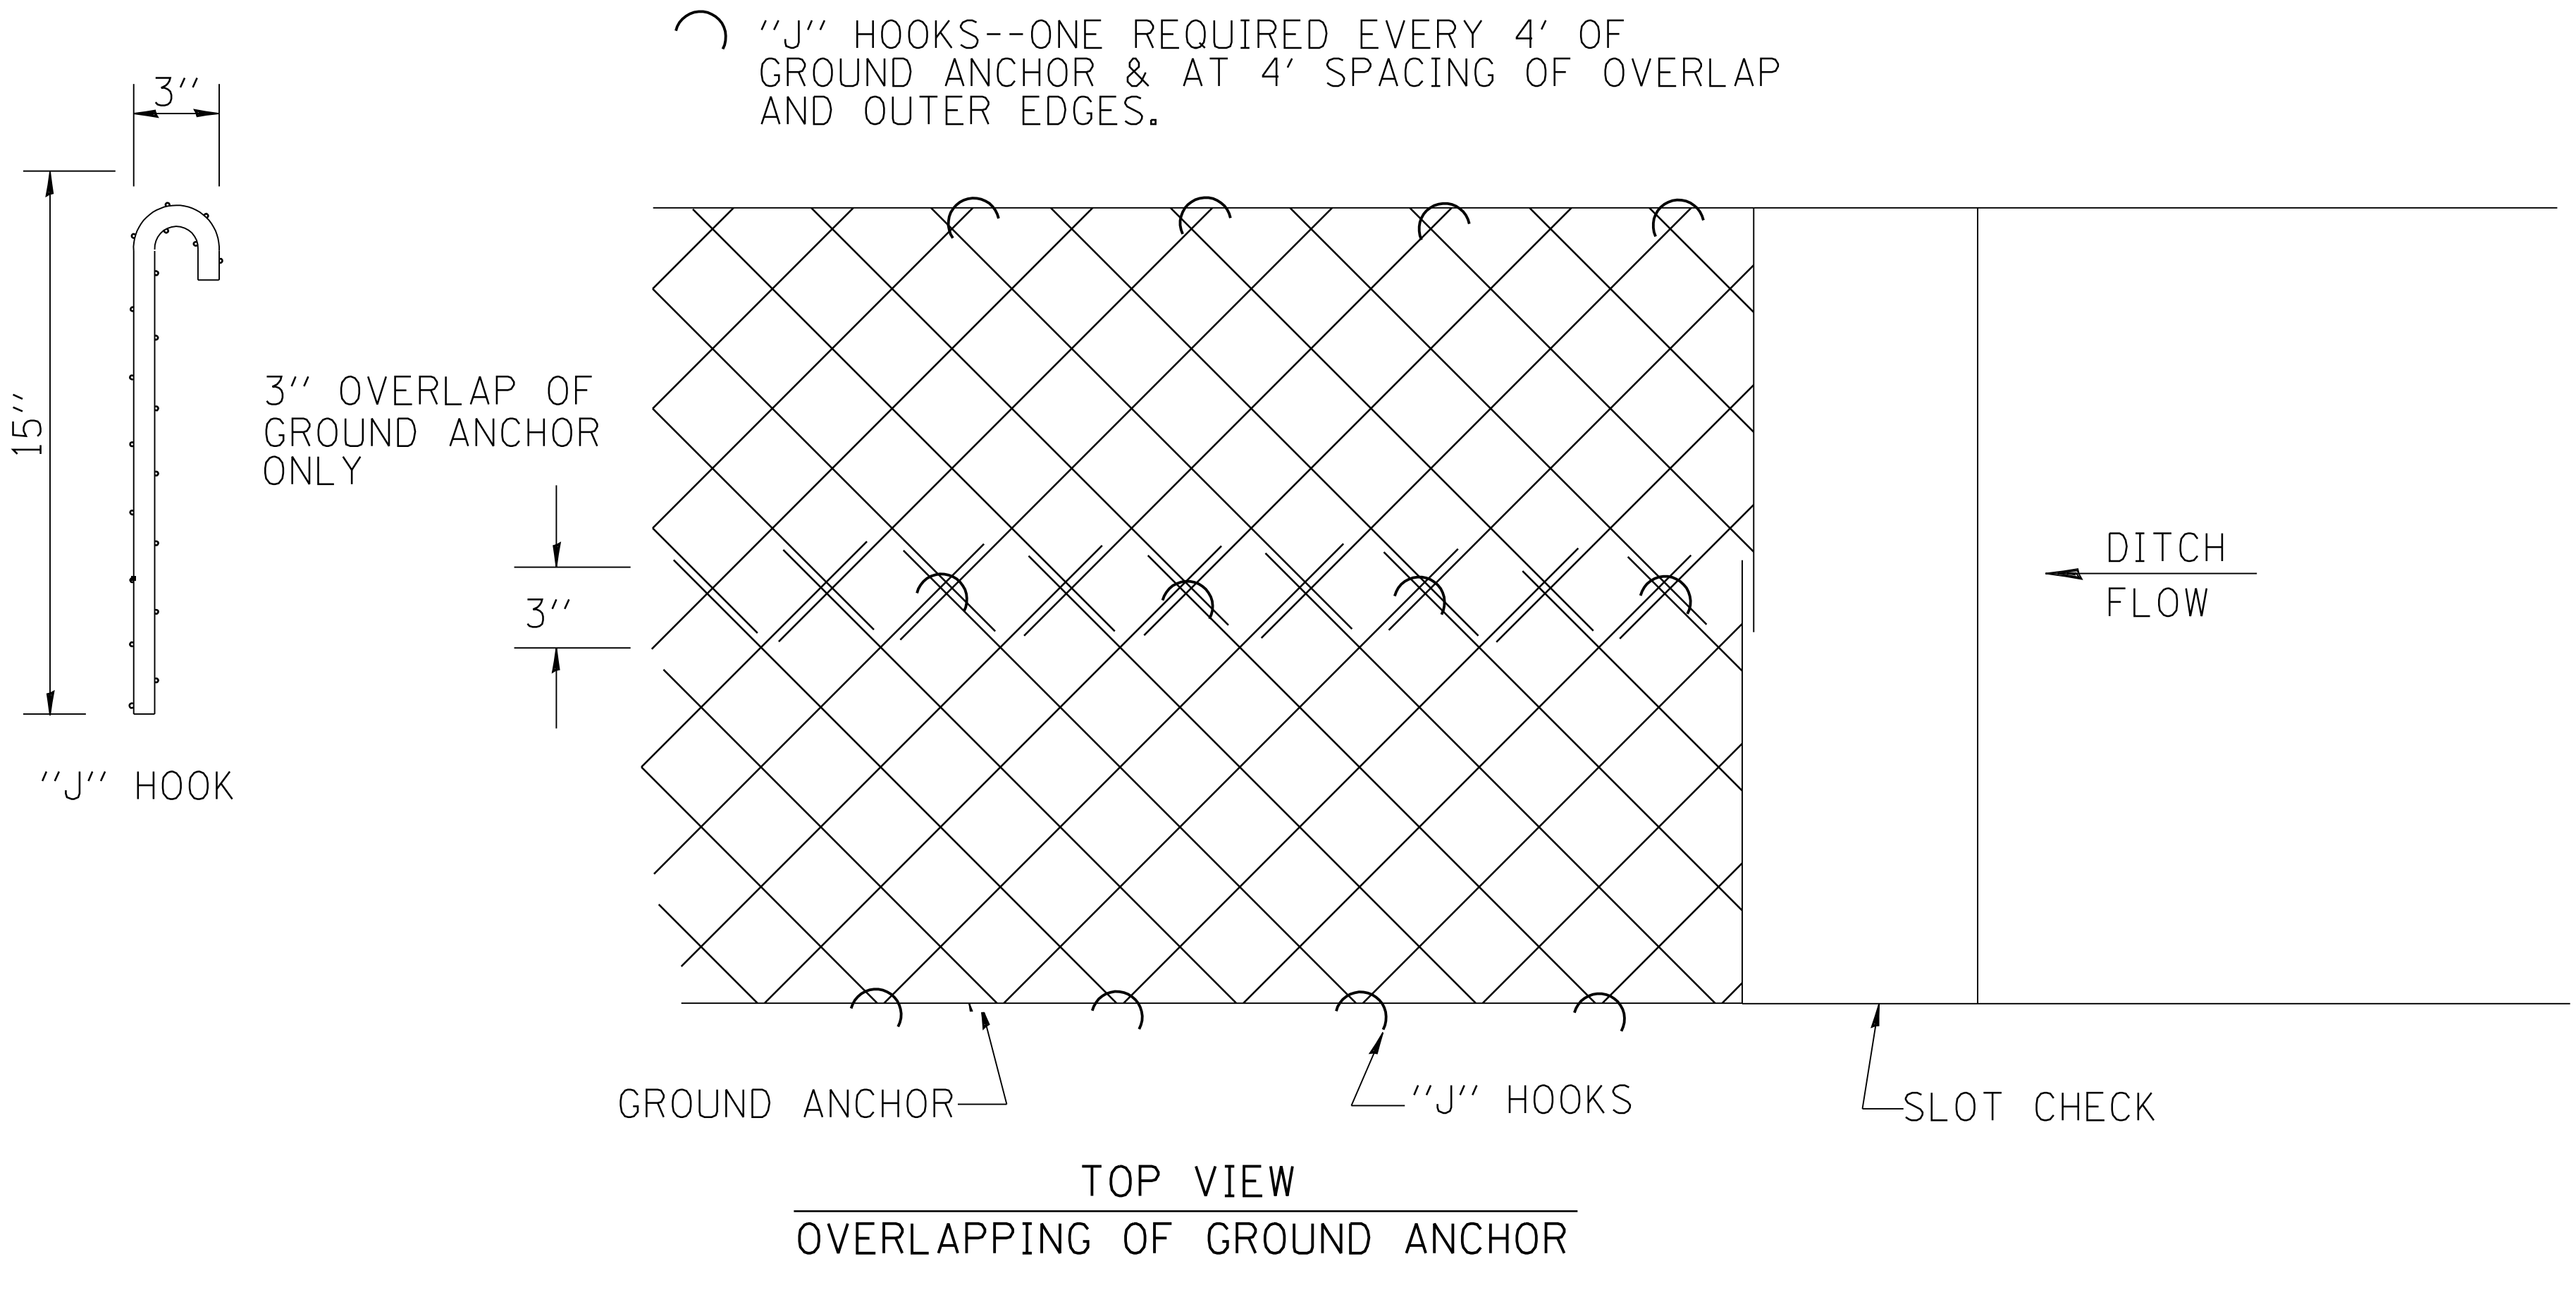 "J" HOOKS--ONE REQUIRED EVERY 4' OF
GROUND ANCHOR & AT 4' SPACING OF OVERLAP
AND OUTER EDGES.
3"
15"
3" OVERLAP OF
GROUND ANCHOR
ONLY
3"
"J" HOOK
DITCH
FLOW
GROUND ANCHOR
"J" HOOKS
SLOT CHECK
TOP VIEW
OVERLAPPING OF GROUND ANCHOR